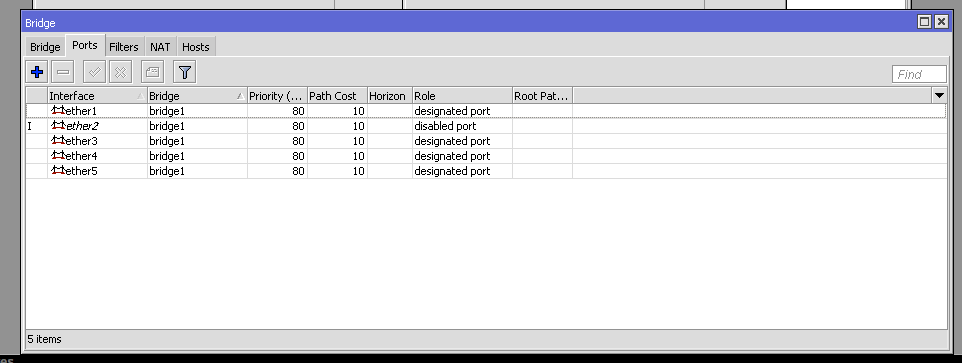 Bridge
Bridge Ports Filters NAT Hosts
Find
Interface Bridge Priority (... Path Cost Horizon Role Root Pat...
ether1 bridge1 80 10 designated port
I ether2 bridge1 80 10 disabled port
ether3 bridge1 80 10 designated port
ether4 bridge1 80 10 designated port
ether5 bridge1 80 10 designated port
5 items